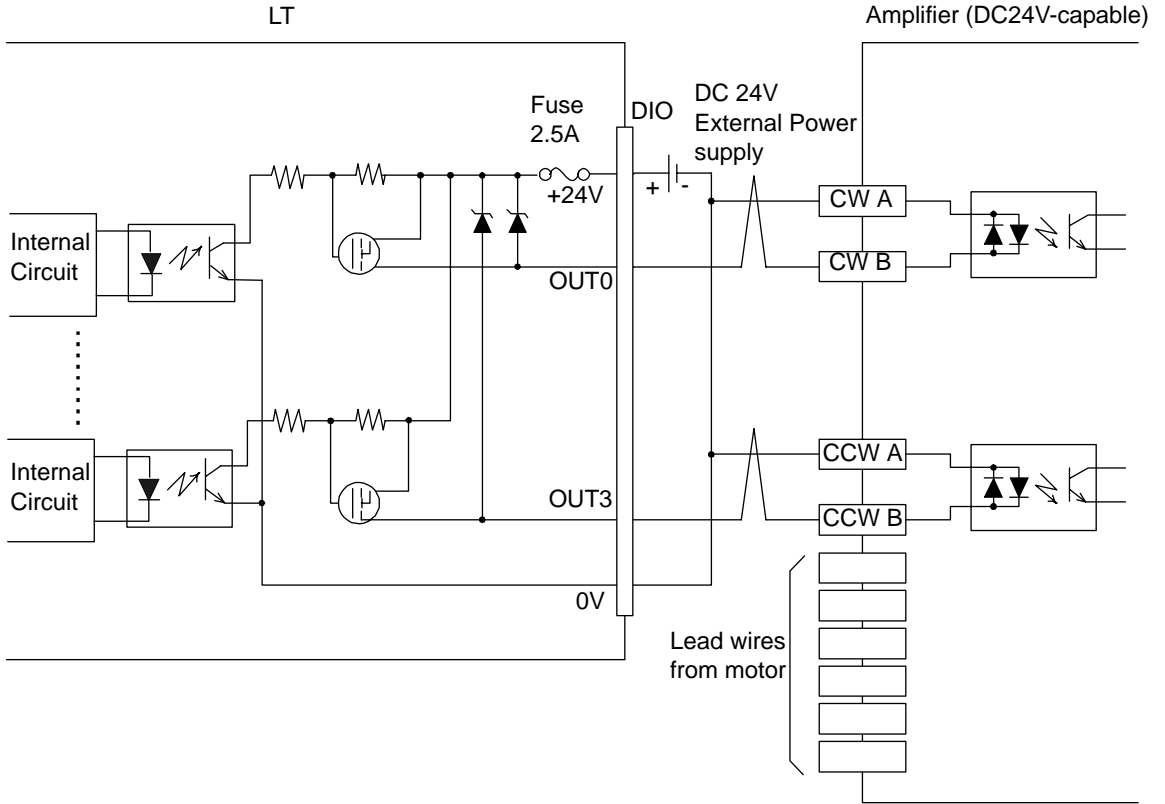 LT
Amplifier (DC24V-capable)
Fuse
2.5A
DIO
DC 24V
External Power
supply
+24V
+ -
CW A
Internal
Circuit
CW B
OUT0
CCW A
Internal
Circuit
OUT3
CCW B
0V
Lead wires
from motor